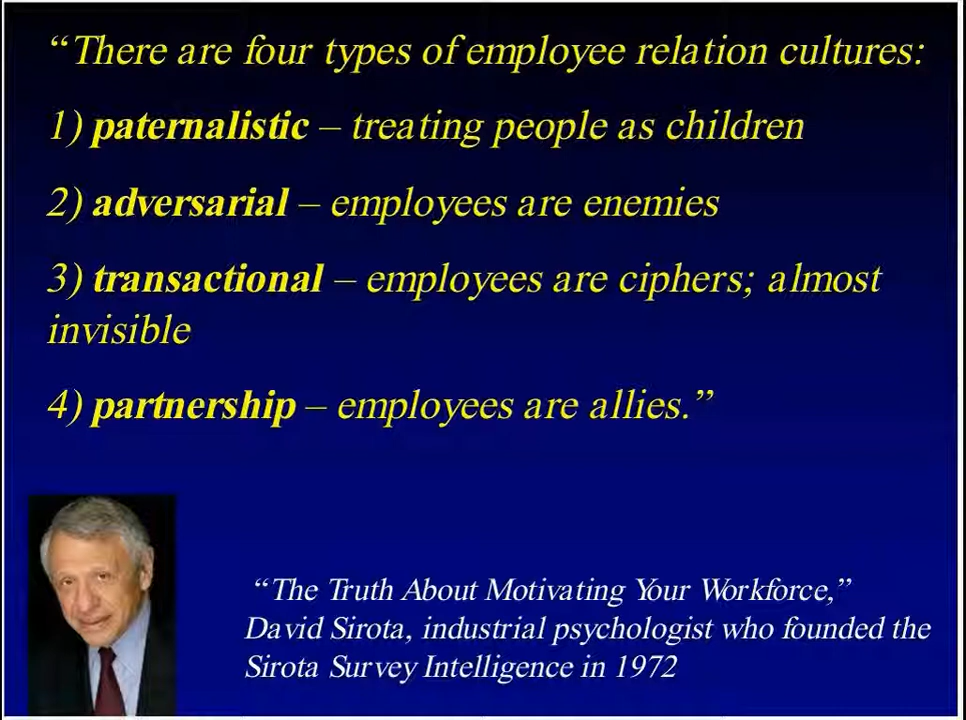 “There are four types of employee relation cultures:
1) paternalistic – treating people as children
2) adversarial – employees are enemies
3) transactional – employees are ciphers; almost
invisible
4) partnership – employees are allies.”
“The Truth About Motivating Your Workforce,”
David Sirota, industrial psychologist who founded the
Sirota Survey Intelligence in 1972